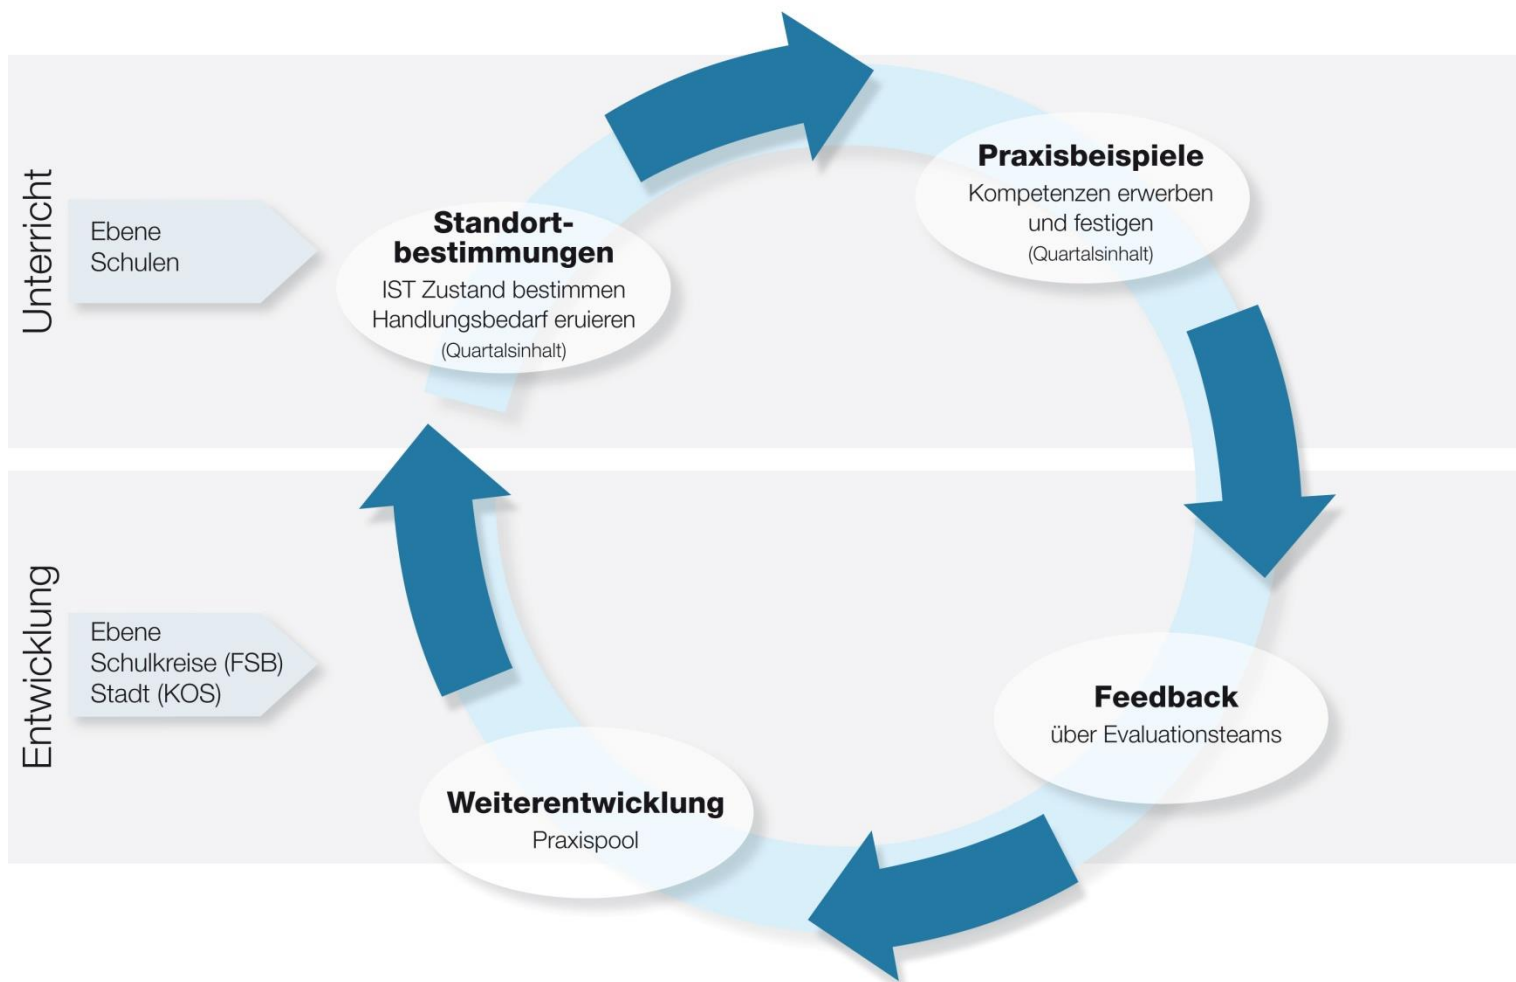 Unterricht
Ebene
Schulen
Standort-
bestimmungen
IST Zustand bestimmen
Handlungsbedarf eruieren
(Quartalsinhalt)
Praxisbeispiele
Kompetenzen erwerben
und festigen
(Quartalsinhalt)
Entwicklung
Ebene
Schulkreise (FSB)
Stadt (KOS)
Feedback
über Evaluationsteams
Weiterentwicklung
Praxispool